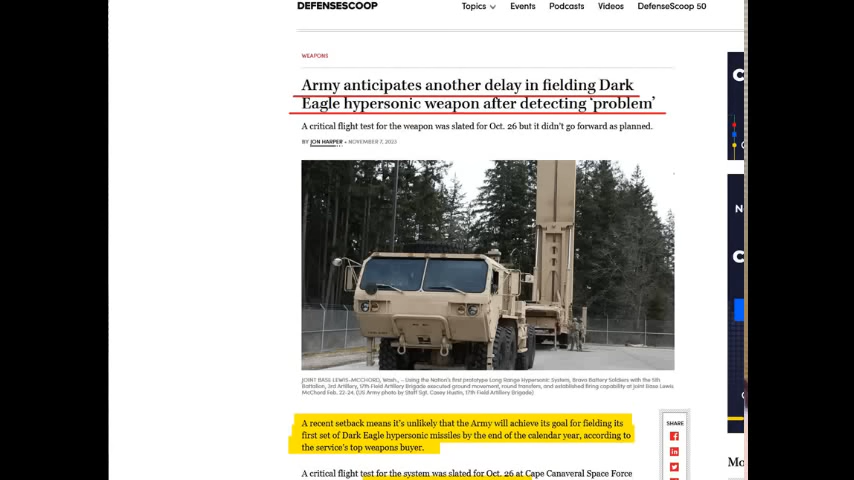 DEFENSESCOOP
Topics Events Podcasts Videos DefenseScoop 50
WEAPONS
Army anticipates another delay in fielding Dark
Eagle hypersonic weapon after detecting ‘problem’
A critical flight test for the weapon was slated for Oct. 26 but it didn’t go forward as planned.
BY JON HARPER • NOVEMBER 7, 2023
JOINT BASE LEWIS-MCCHORD, Wash., – Using the Nation’s first prototype Long Range Hypersonic System, Bravo Battery Soldiers with the 5th
Battalion, 3rd Artillery, 17th Field Artillery Brigade executed ground movement, round transfers, and established firing capability at Joint Base Lewis
McChord Feb. 22-24. (US Army photo by Staff Sgt. Casey Hustin, 17th Field Artillery Brigade)
A recent setback means it’s unlikely that the Army will achieve its goal for fielding its
first set of Dark Eagle hypersonic missiles by the end of the calendar year, according to
the service’s top weapons buyer.
SHARE
A critical flight test for the system was slated for Oct. 26 at Cape Canaveral Space Force
Mo